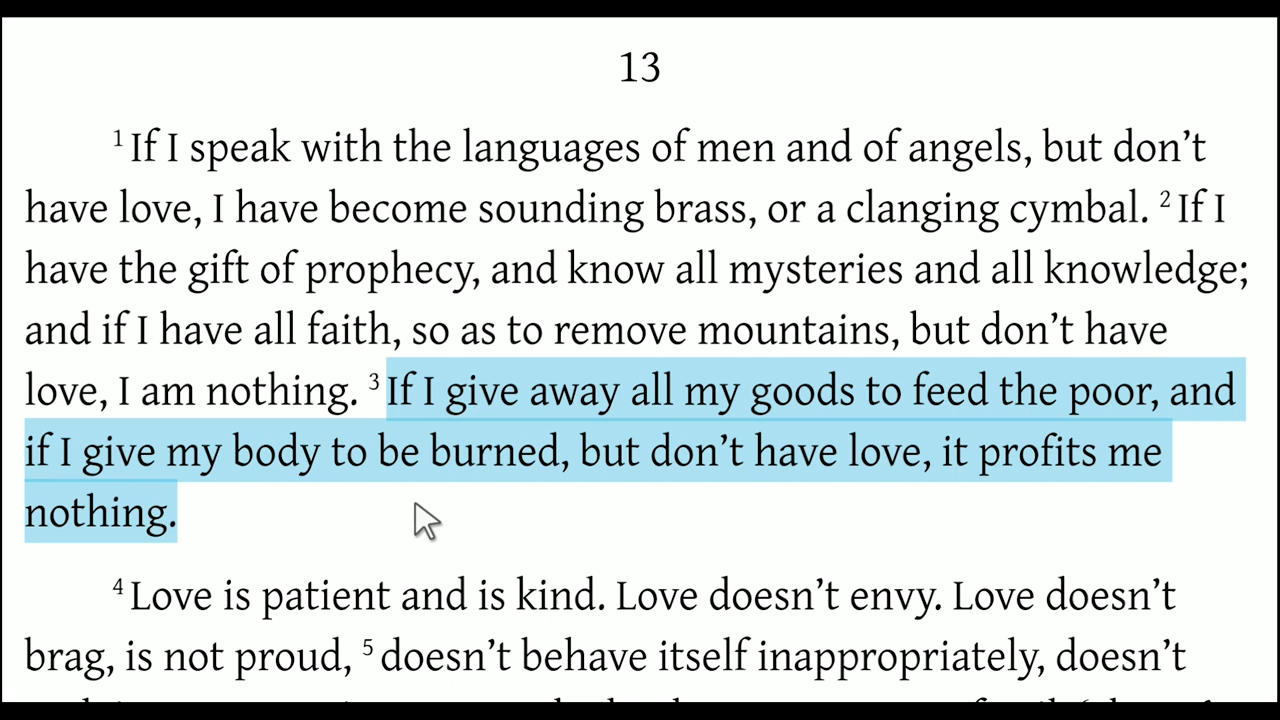 13
¹ If I speak with the languages of men and of angels, but don’t
have love, I have become sounding brass, or a clanging cymbal. ² If I
have the gift of prophecy, and know all mysteries and all knowledge;
and if I have all faith, so as to remove mountains, but don’t have
love, I am nothing. ³ If I give away all my goods to feed the poor, and
if I give my body to be burned, but don’t have love, it profits me
nothing.
⁴ Love is patient and is kind. Love doesn’t envy. Love doesn’t
brag, is not proud, ⁵ doesn’t behave itself inappropriately, doesn’t